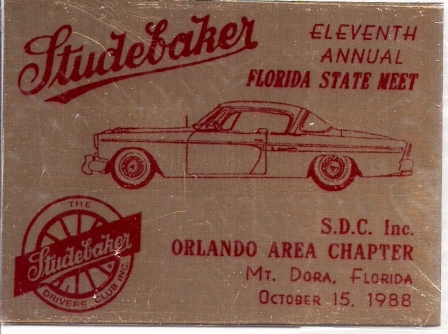 Studebaker
ELEVENTH
ANNUAL
FLORIDA STATE MEET
S.D.C. Inc.
ORLANDO AREA CHAPTER
MT. DORA, FLORIDA
OCTOBER 15, 1988
THE
Studebaker
DRIVERS CLUB INC.